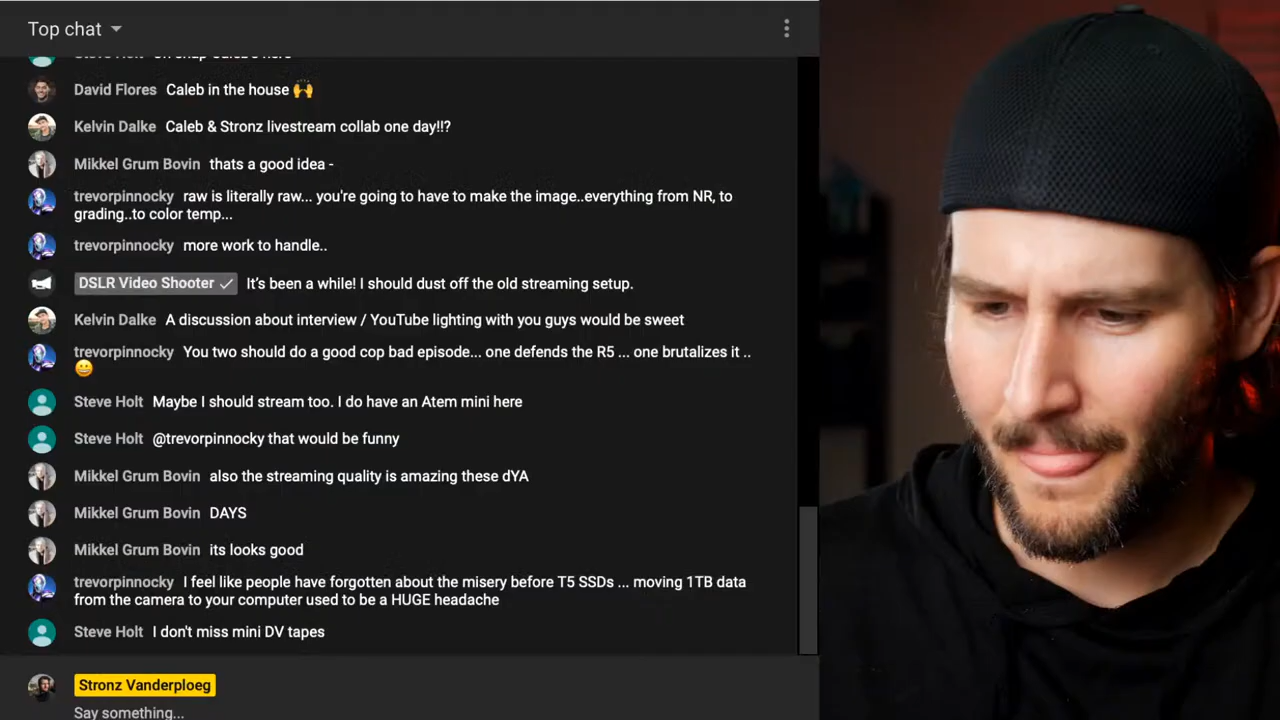 Top chat
David Flores Caleb in the house 🙌
Kelvin Dalke Caleb & Stronz livestream collab one day!!?
Mikkel Grum Bovin thats a good idea -
trevorpinnocky raw is literally raw... you're going to have to make the image..everything from NR, to
grading..to color temp...
trevorpinnocky more work to handle..
DSLR Video Shooter It's been a while! I should dust off the old streaming setup.
Kelvin Dalke A discussion about interview / YouTube lighting with you guys would be sweet
trevorpinnocky You two should do a good cop bad episode... one defends the R5 ... one brutalizes it ..
😀
Steve Holt Maybe I should stream too. I do have an Atem mini here
Steve Holt @trevorpinnocky that would be funny
Mikkel Grum Bovin also the streaming quality is amazing these dYA
Mikkel Grum Bovin DAYS
Mikkel Grum Bovin its looks good
trevorpinnocky I feel like people have forgotten about the misery before T5 SSDs ... moving 1TB data
from the camera to your computer used to be a HUGE headache
Steve Holt I don't miss mini DV tapes
Stronz Vanderploeg
Say something...